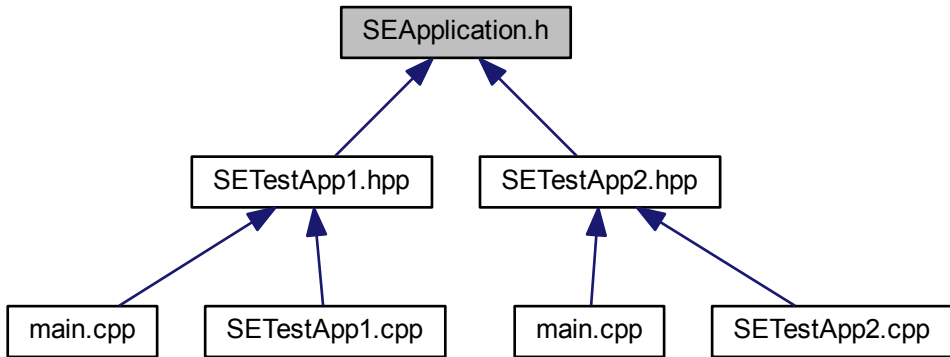 SEApplication.h
SETestApp1.hpp
SETestApp2.hpp
main.cpp
SETestApp1.cpp
main.cpp
SETestApp2.cpp